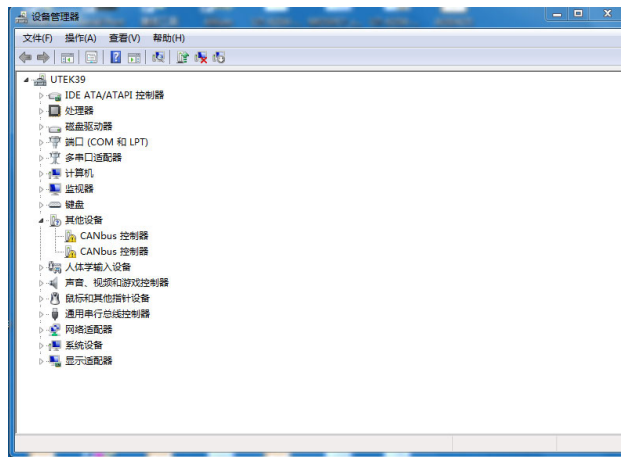 设备管理器
文件(F) 操作(A) 查看(V) 帮助(H)
UTEK39
IDE ATA/ATAPI 控制器
处理器
磁盘驱动器
端口 (COM 和 LPT)
多串口适配器
计算机
监视器
键盘
其他设备
CANbus 控制器
CANbus 控制器
人体学输入设备
声音、视频和游戏控制器
鼠标和其他指针设备
通用串行总线控制器
网络适配器
系统设备
显示适配器